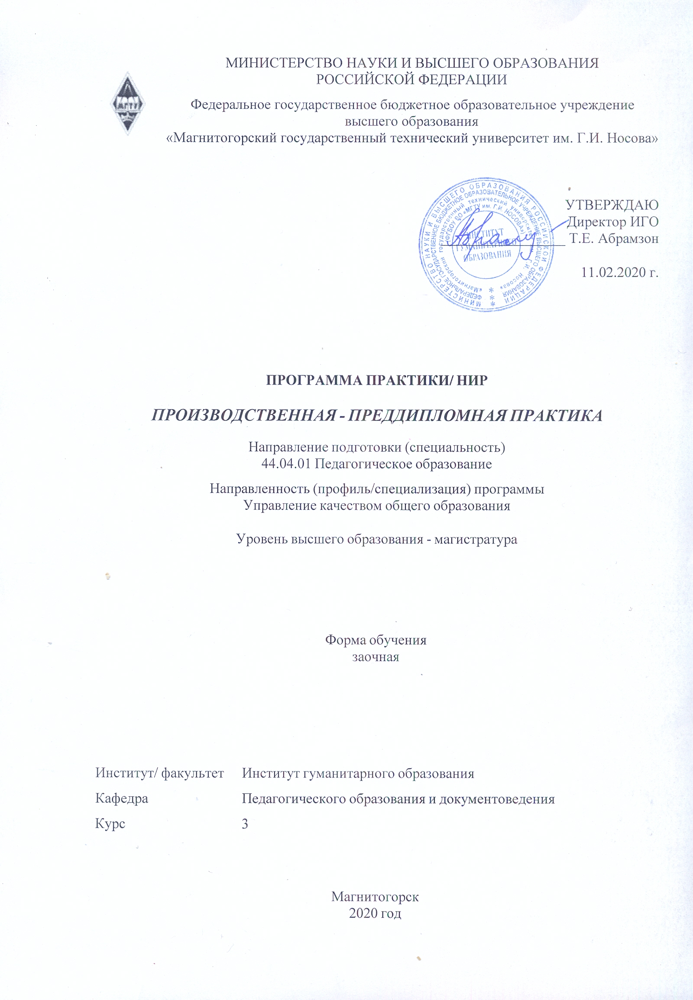 МИНИСТЕРСТВО НАУКИ И ВЫСШЕГО ОБРАЗОВАНИЯ
РОССИЙСКОЙ ФЕДЕРАЦИИ
МГТУ
Федеральное государственное бюджетное образовательное учреждение
высшего образования
«Магнитогорский государственный технический университет им. Г.И. Носова»
УТВЕРЖДАЮ
Директор ИГО
Т.Е. Абрамзон
11.02.2020 г.
МИНИСТЕРСТВО НАУКИ И ВЫСШЕГО ОБРАЗОВАНИЯ РОССИЙСКОЙ ФЕДЕРАЦИИ
ФЕДЕРАЛЬНОЕ ГОСУДАРСТВЕННОЕ БЮДЖЕТНОЕ ОБРАЗОВАТЕЛЬНОЕ УЧРЕЖДЕНИЕ ВЫСШЕГО ОБРАЗОВАНИЯ
«Магнитогорский государственный технический университет им. Г.И. Носова»
(ФГБОУ ВО «МГТУ им. Г.И. НОСОВА»)
ИНСТИТУТ
ГУМАНИТАРНОГО
ОБРАЗОВАНИЯ
ПРОГРАММА ПРАКТИКИ/ НИР
ПРОИЗВОДСТВЕННАЯ - ПРЕДДИПЛОМНАЯ ПРАКТИКА
Направление подготовки (специальность)
44.04.01 Педагогическое образование
Направленность (профиль/специализация) программы
Управление качеством общего образования
Уровень высшего образования - магистратура
Форма обучения
заочная
Институт/ факультет Институт гуманитарного образования
Кафедра Педагогического образования и документоведения
Курс 3
Магнитогорск
2020 год